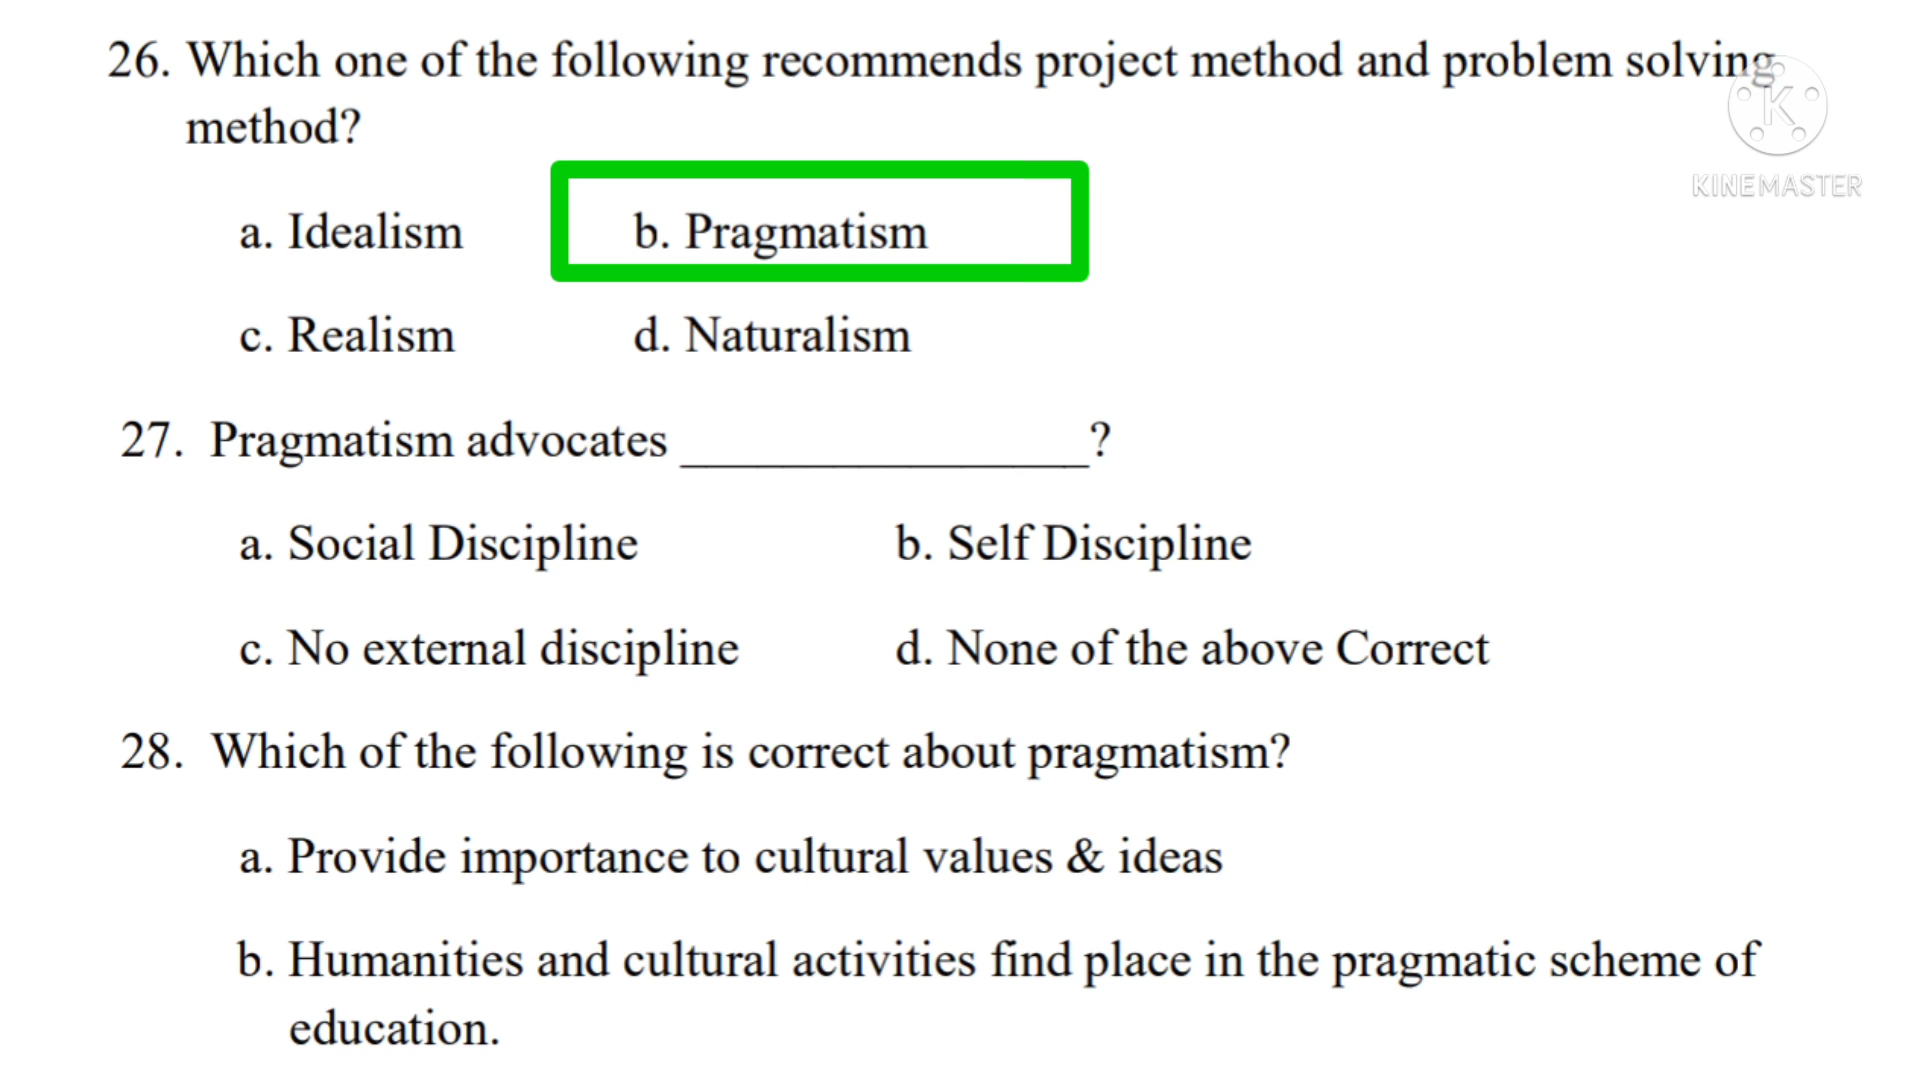 26. Which one of the following recommends project method and problem solving
method?
a. Idealism b. Pragmatism
c. Realism d. Naturalism
27. Pragmatism advocates ________________?
a. Social Discipline b. Self Discipline
c. No external discipline d. None of the above Correct
28. Which of the following is correct about pragmatism?
a. Provide importance to cultural values & ideas
b. Humanities and cultural activities find place in the pragmatic scheme of
education.
K
KINEMASTER